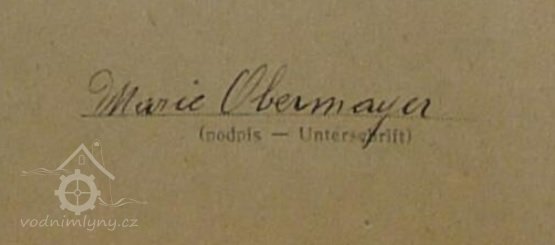 Marie Obermayer
(podpis — Unterschrift)
vodnimlyny.cz